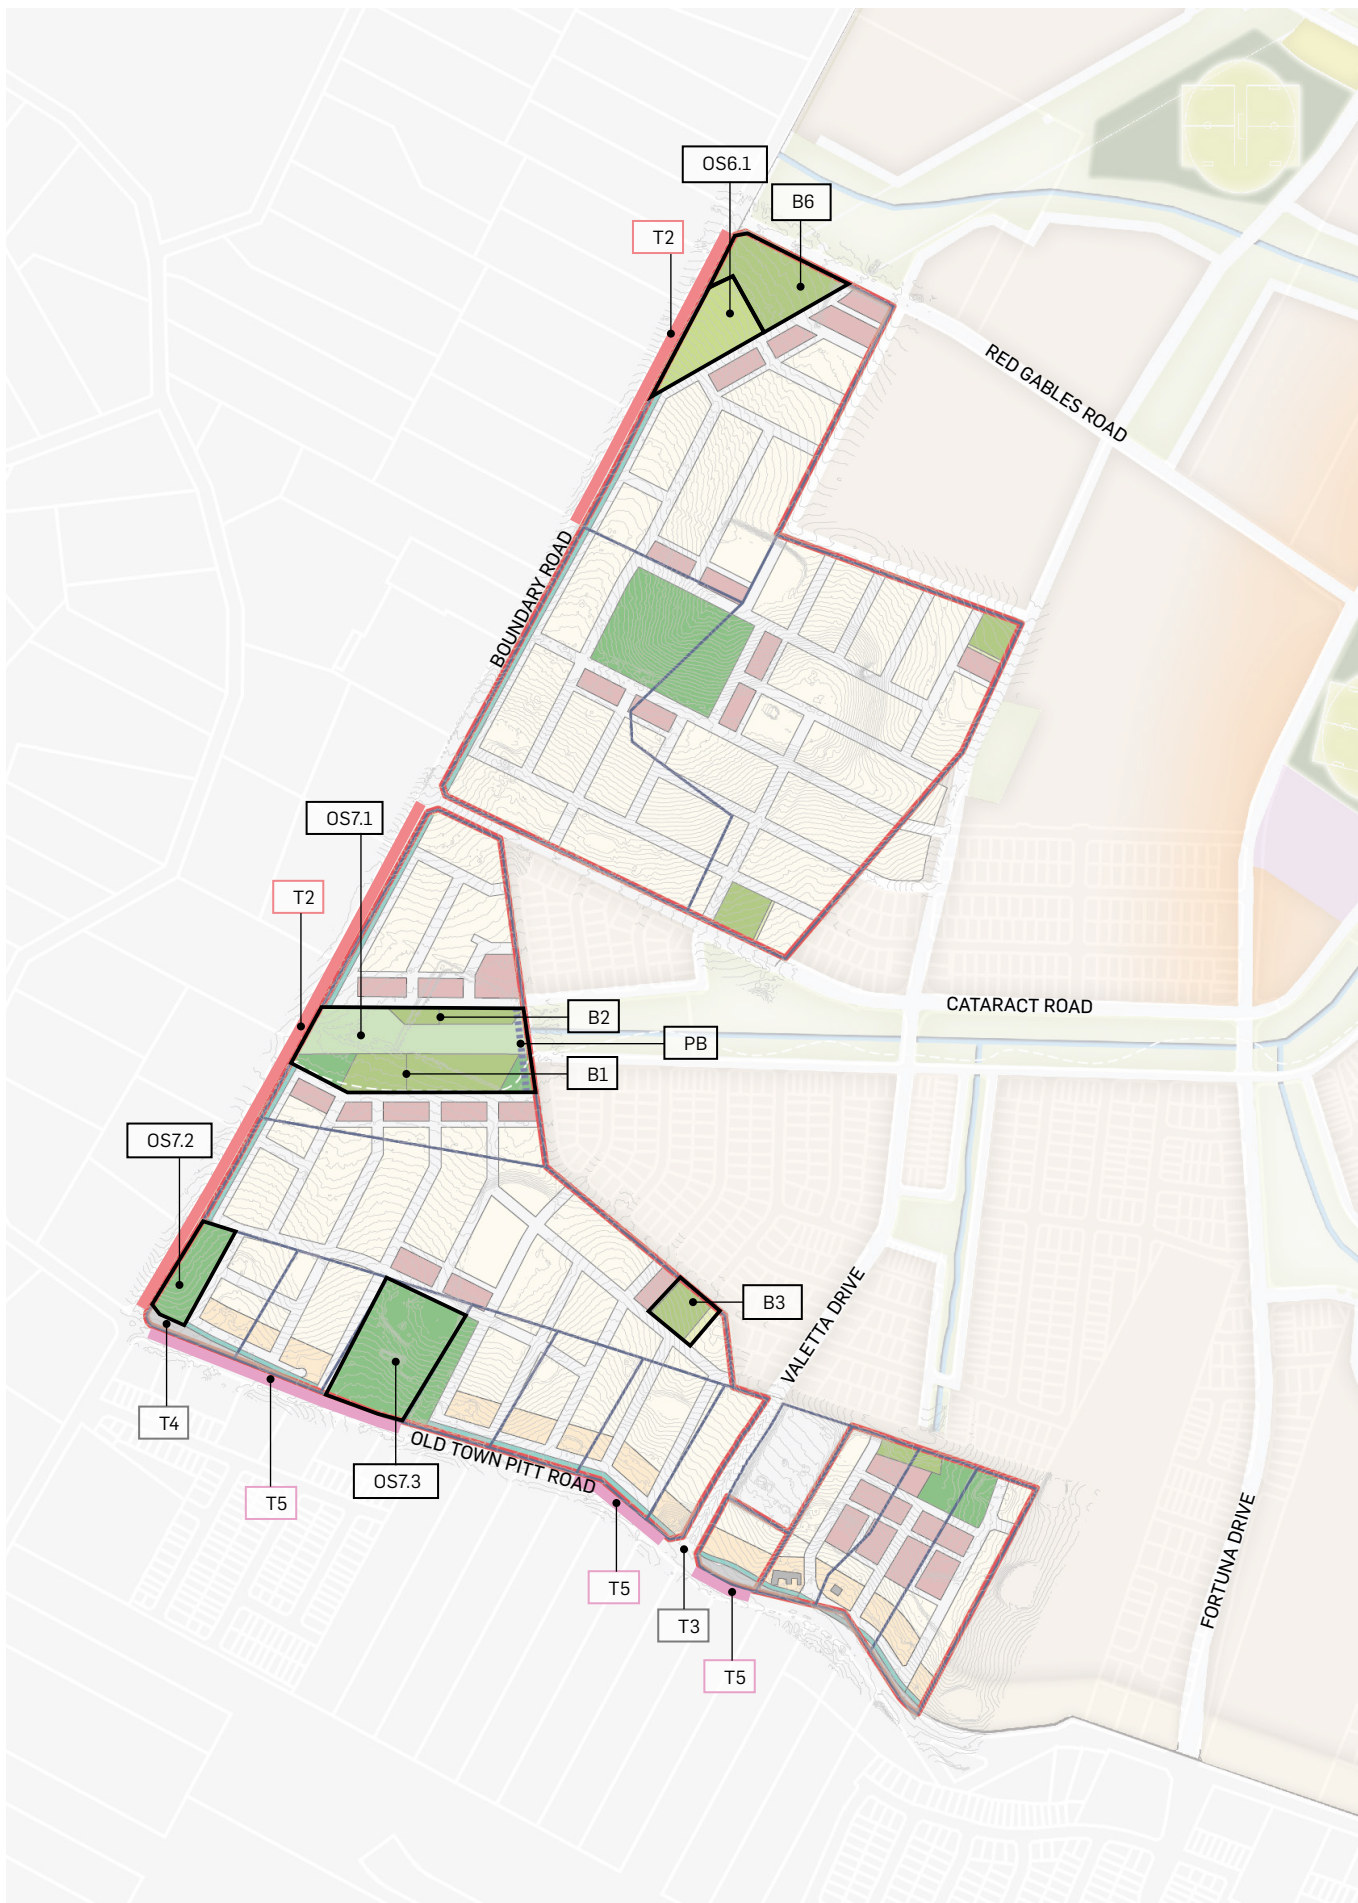 OS6.1
B6
T2
RED GABLES ROAD
BOUNDARY ROAD
OS7.1
T2
CATARACT ROAD
B2
PB
B1
OS7.2
B3
VALETTA DRIVE
T4
T5
OLD TOWN PITT ROAD
OS7.3
T5
T3
T5
FORTUNA DRIVE